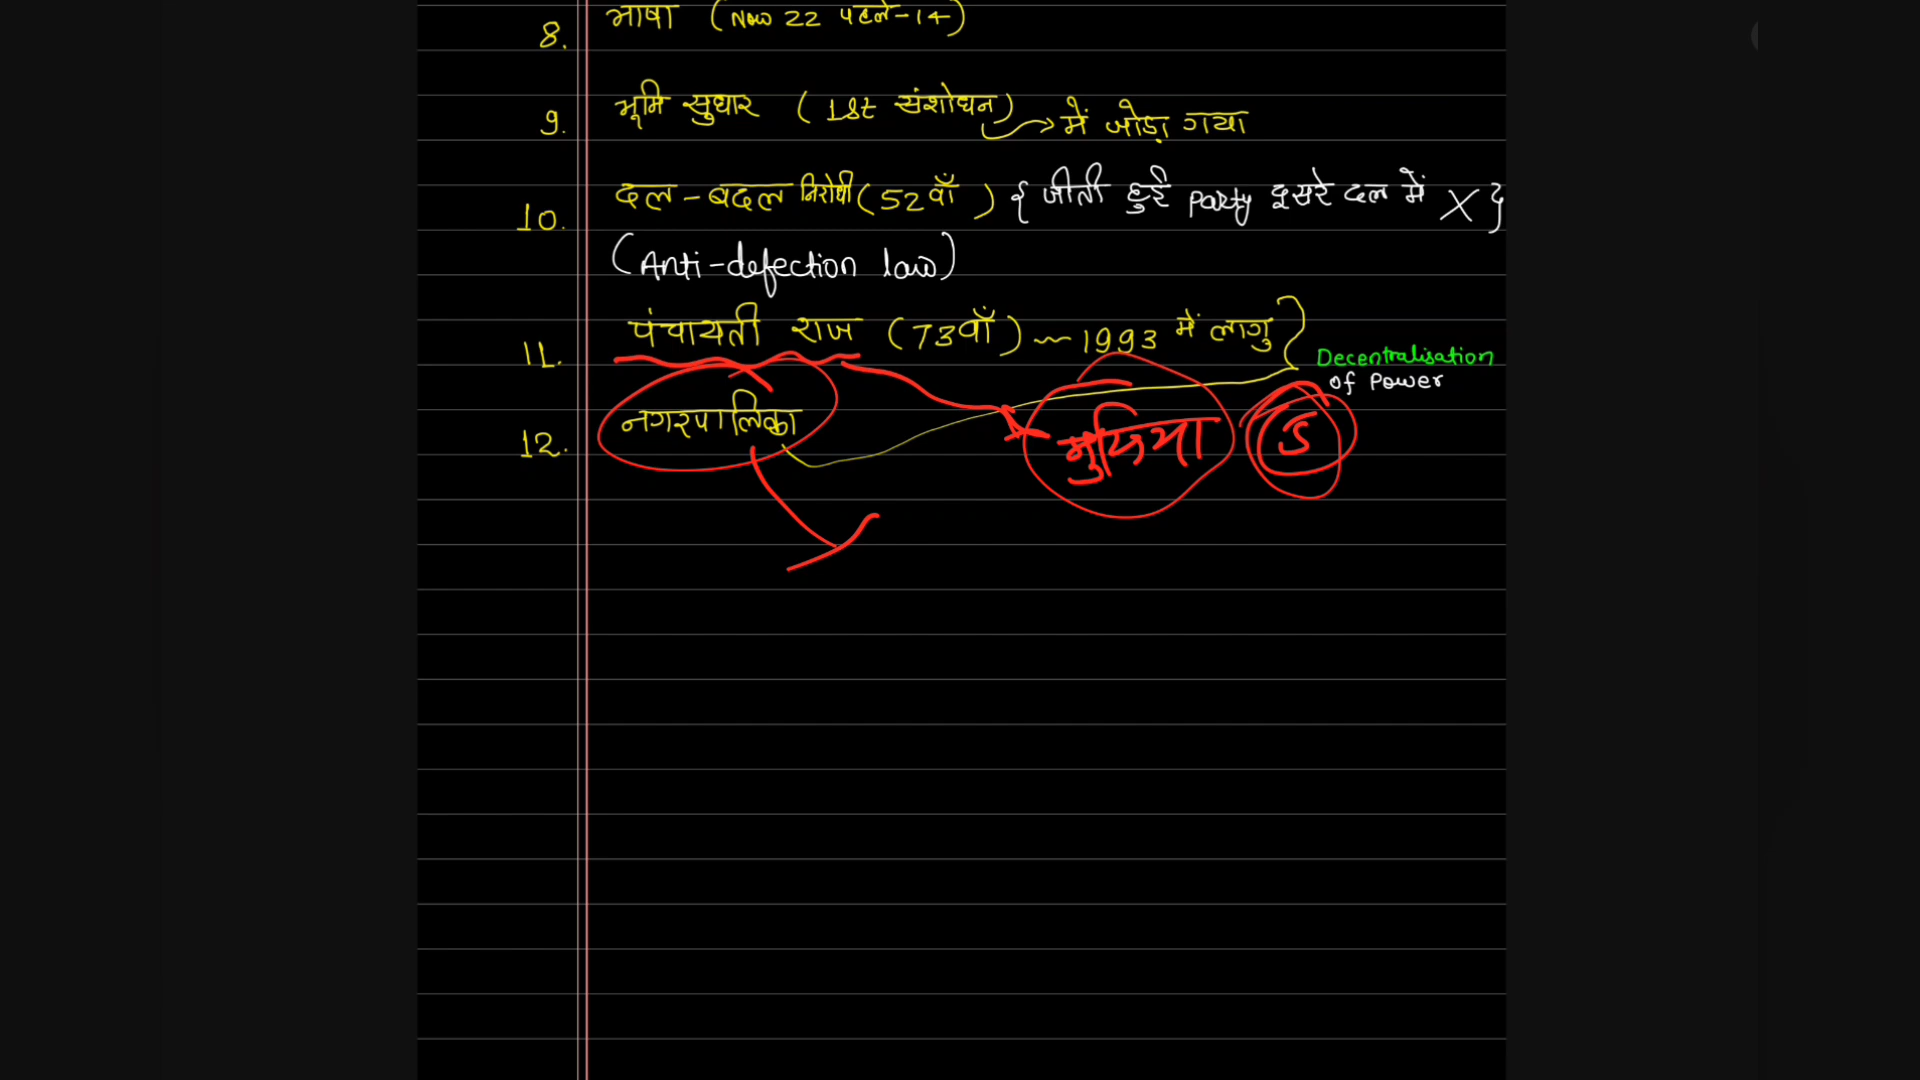 8. भाषा (Now 22 पहले-14)
9. भूमि सुधार (1st संशोधन) में जोड़ा गया
10. दल-बदल विरोधी (52वाँ) { जीती हुई party दूसरे दल में X }
(Anti-defection law)
11. पंचायती राज (73वाँ) ~ 1993 में लागु }
Decentralisation
of Power
12. नगरपालिका
मुखिया